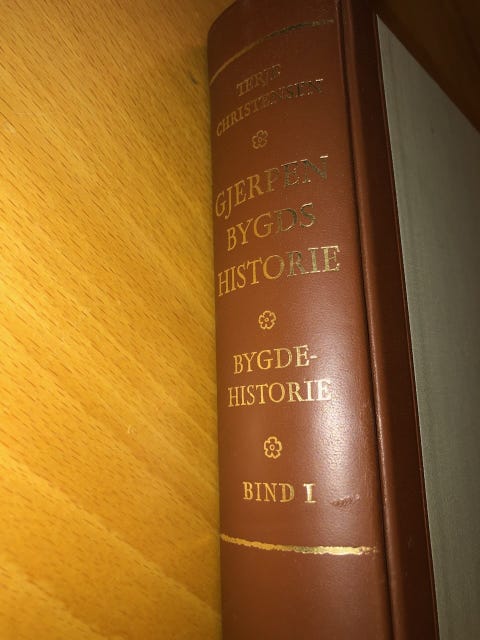 TERJE
CHRISTENSEN
GJERPEN
BYGDS
HISTORIE
BYGDE-
HISTORIE
BIND I